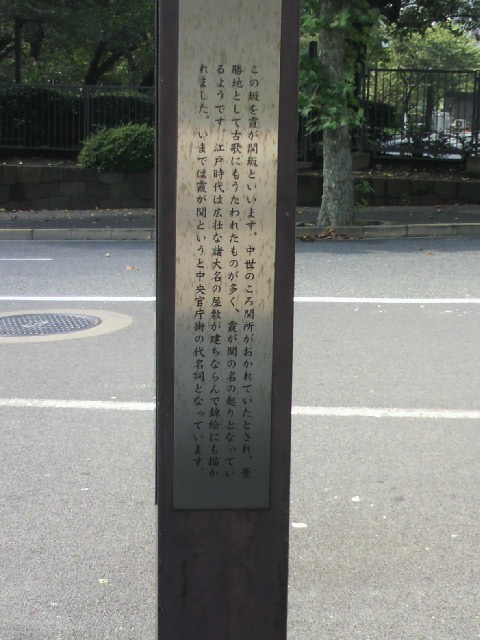 この坂を霞が関坂といいます。中世のころ関所がおかれていたとされ、景
勝地として古歌にもうたわれたものが多く、霞が関の名の起りとなってい
るようです 江戸時代は広壮な諸大名の屋敷が建ちならんで錦絵にも描か
れました。いまでは霞が関というと中央官庁街の代名詞となっています。